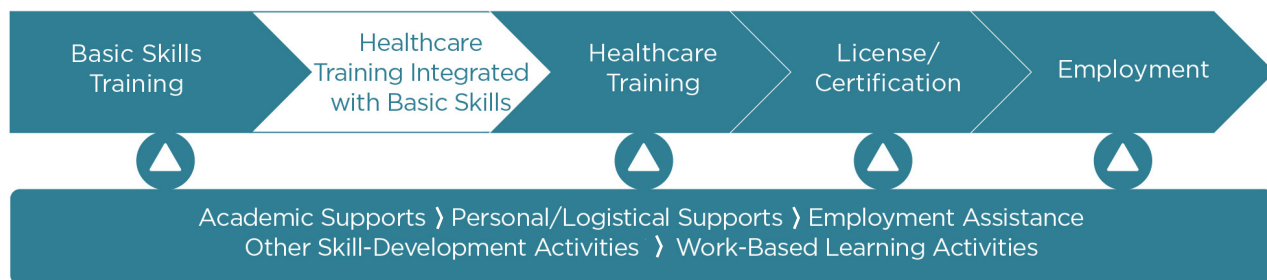 Basic Skills
Training
Healthcare
Training Integrated
with Basic Skills
Healthcare
Training
License/
Certification
Employment
Academic Supports ❭ Personal/Logistical Supports ❭ Employment Assistance
Other Skill-Development Activities ❭ Work-Based Learning Activities